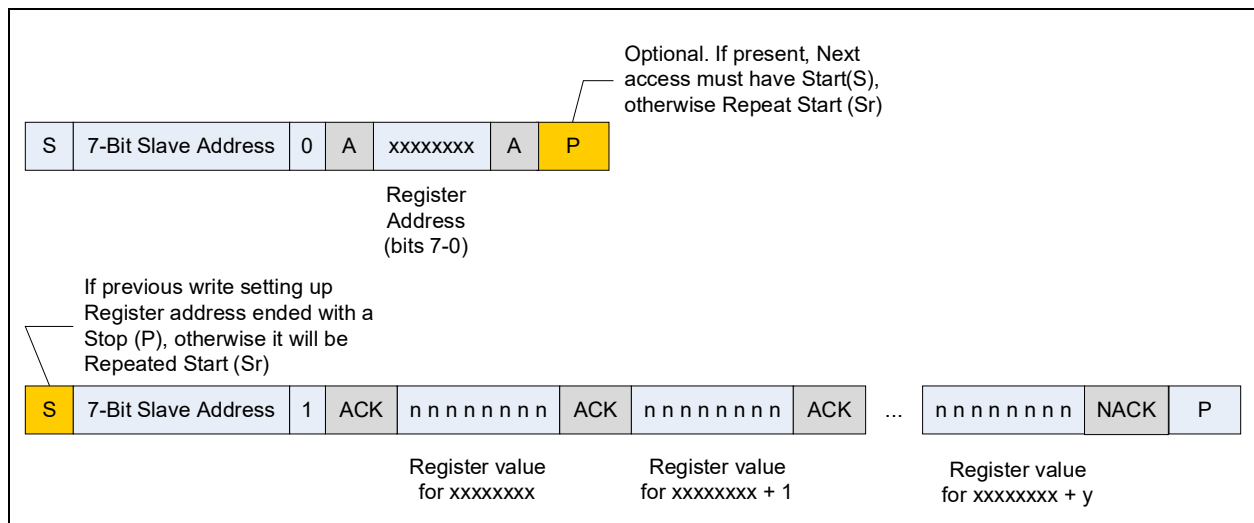 Optional. If present, Next
access must have Start(S),
otherwise Repeat Start (Sr)
S 7-Bit Slave Address 0 A xxxxxxxx A P
Register
Address
(bits 7-0)
If previous write setting up
Register address ended with a
Stop (P), otherwise it will be
Repeated Start (Sr)
S 7-Bit Slave Address 1 ACK n n n n n n n n ACK n n n n n n n n ACK ... n n n n n n n n NACK P
Register value
for xxxxxxxx
Register value
for xxxxxxxx + 1
Register value
for xxxxxxxx + y